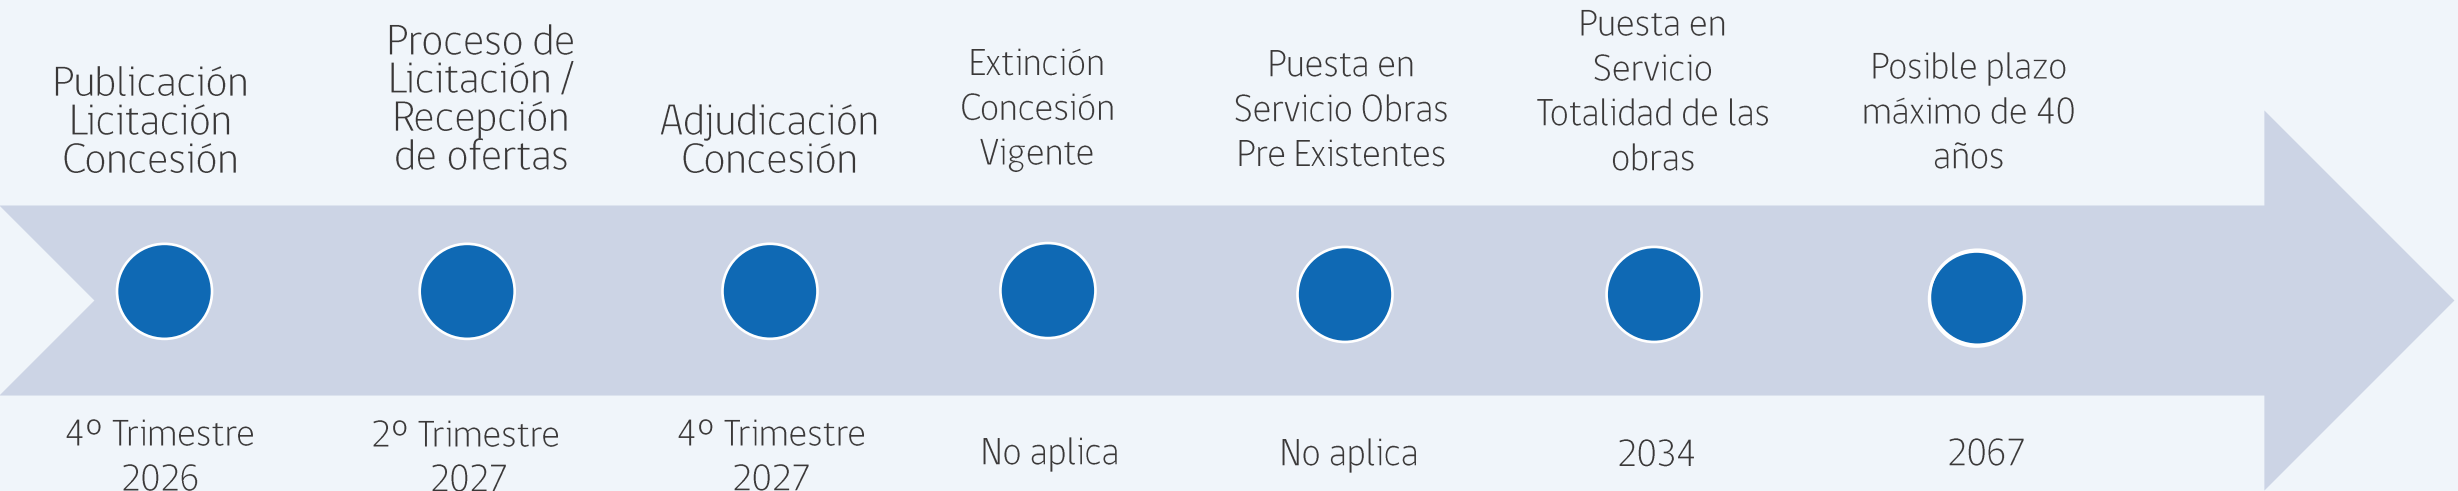 Publicación
Licitación
Concesión
Proceso de
Licitación /
Recepción
de ofertas
Adjudicación
Concesión
Extinción
Concesión
Vigente
Puesta en
Servicio Obras
Pre Existentes
Puesta en
Servicio
Totalidad de las
obras
Posible plazo
máximo de 40
años
4º Trimestre
2026
2º Trimestre
2027
4º Trimestre
2027
No aplica
No aplica
2034
2067